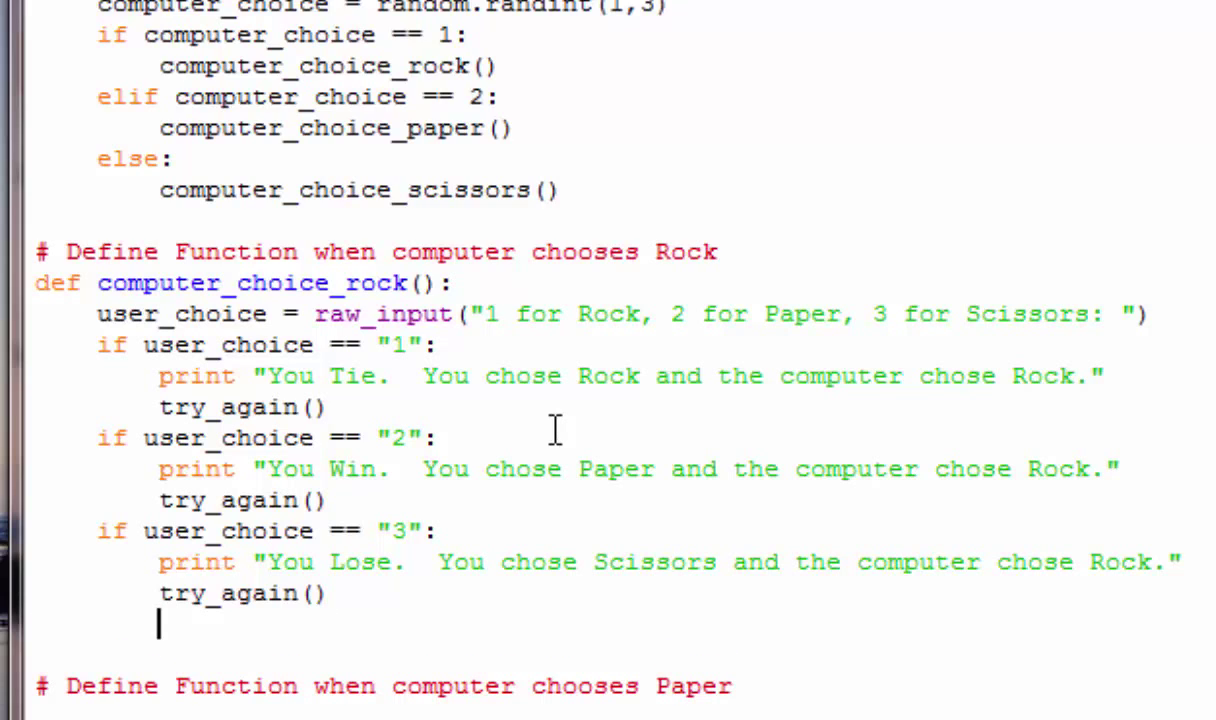 computer_choice = random.randint(1,3)
if computer_choice == 1:
computer_choice_rock()
elif computer_choice == 2:
computer_choice_paper()
else:
computer_choice_scissors()
# Define Function when computer chooses Rock
def computer_choice_rock():
user_choice = raw_input("1 for Rock, 2 for Paper, 3 for Scissors: ")
if user_choice == "1":
print "You Tie.  You chose Rock and the computer chose Rock."
try_again()
if user_choice == "2":
print "You Win.  You chose Paper and the computer chose Rock."
try_again()
if user_choice == "3":
print "You Lose.  You chose Scissors and the computer chose Rock."
try_again()
# Define Function when computer chooses Paper